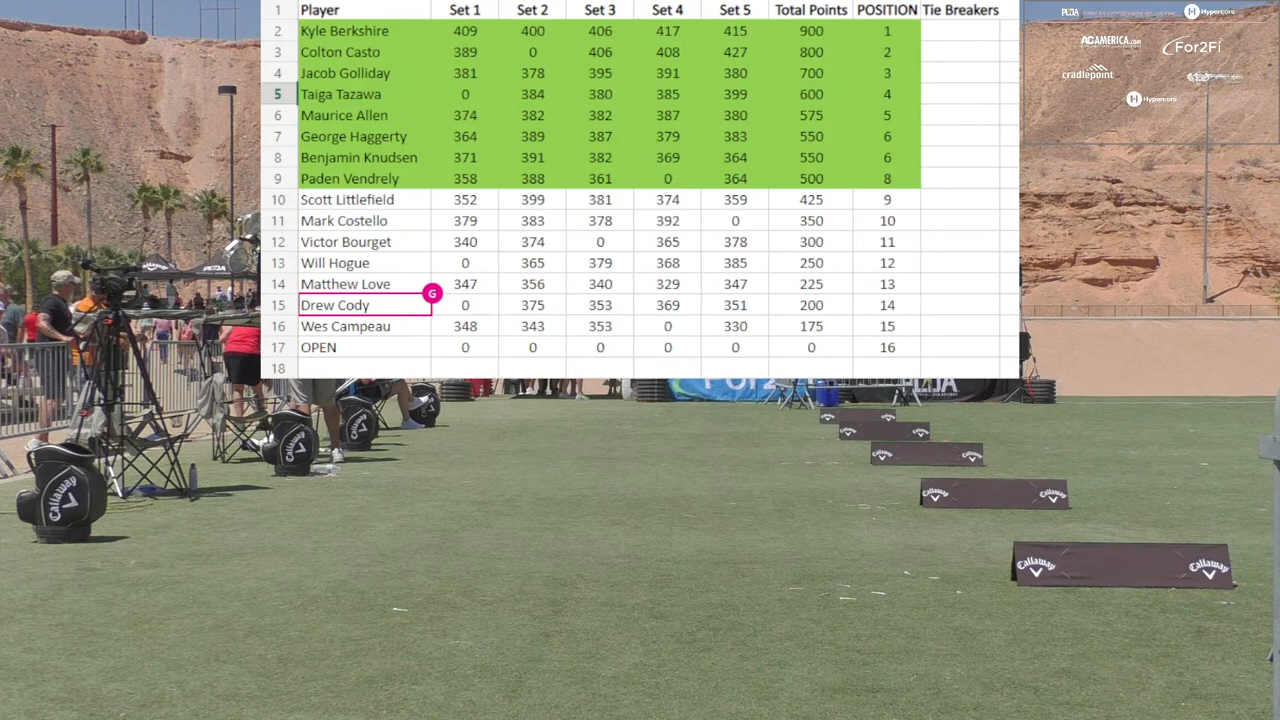 1 Player Set 1 Set 2 Set 3 Set 4 Set 5 Total Points POSITION Tie Breakers
2 Kyle Berkshire 409 400 406 417 415 900 1
3 Colton Casto 389 0 406 408 427 800 2
4 Jacob Golliday 381 378 395 391 380 700 3
5 Taiga Tazawa 0 384 380 385 399 600 4
6 Maurice Allen 374 382 382 387 380 575 5
7 George Haggerty 364 389 387 379 383 550 6
8 Benjamin Knudsen 371 391 382 369 364 550 6
9 Paden Vendrely 358 388 361 0 364 500 8
10 Scott Littlefield 352 399 381 374 359 425 9
11 Mark Costello 379 383 378 392 0 350 10
12 Victor Bourget 340 374 0 365 378 300 11
13 Will Hogue 0 365 379 368 385 250 12
14 Matthew Love 347 356 340 329 347 225 13
G
15 Drew Cody 0 375 353 369 351 200 14
16 Wes Campeau 348 343 353 0 330 175 15
17 OPEN 0 0 0 0 0 0 16
18
Hypercore
AGAMERICA.COM
For2Fi
cradlepoint
Hypercore
FOR2
Callaway
Callaway
Callaway
Callaway
Callaway
Callaway
Callaway
Callaway
Callaway
Callaway
Callaway
Callaway